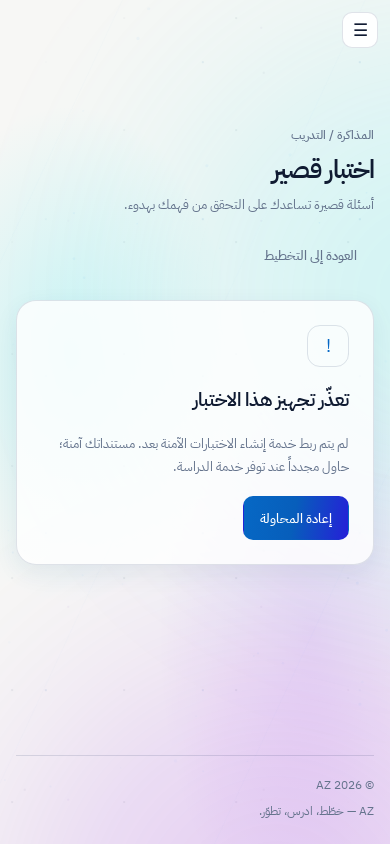 ☰
المذاكرة / التدريب
اختبار قصير
أسئلة قصيرة تساعدك على التحقق من فهمك بهدوء.
العودة إلى التخطيط
!
تعذّر تجهيز هذا الاختبار
لم يتم ربط خدمة إنشاء الاختبارات الآمنة بعد. مستنداتك آمنة؛
حاول مجدداً عند توفر خدمة الدراسة.
إعادة المحاولة
© 2026 AZ
AZ — خطّط، ادرس، تطوّر.